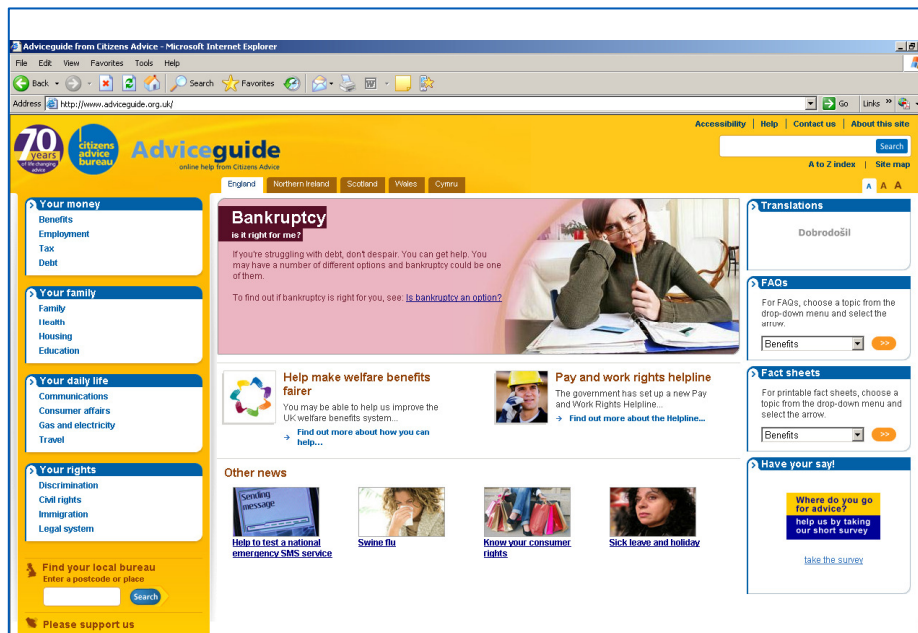 Adviceguide from Citizens Advice - Microsoft Internet Explorer
File Edit View Favorites Tools Help
Back Search Favorites
Address http://www.adviceguide.org.uk/ Go Links »
Accessibility | Help | Contact us | About this site
70 years of life-changing advice
citizens advice bureau
Adviceguide
online help from Citizens Advice
Search
A to Z index | Site map
England Northern Ireland Scotland Wales Cymru
A A A
Your money
Benefits
Employment
Tax
Debt
Your family
Family
Health
Housing
Education
Your daily life
Communications
Consumer affairs
Gas and electricity
Travel
Your rights
Discrimination
Civil rights
Immigration
Legal system
Find your local bureau
Enter a postcode or place
Search
Please support us
Bankruptcy
is it right for me?
If you're struggling with debt, don't despair. You can get help. You
may have a number of different options and bankruptcy could be one
of them.
To find out if bankruptcy is right for you, see: Is bankruptcy an option?
Help make welfare benefits
fairer
You may be able to help us improve the
UK welfare benefits system...
Find out more about how you can
help...
Pay and work rights helpline
The government has set up a new Pay
and Work Rights Helpline...
Find out more about the Helpline...
Other news
Sending
message
Help to test a national
emergency SMS service
Swine flu
Know your consumer
rights
Sick leave and holiday
Translations
Dobrodošil
FAQs
For FAQs, choose a topic from the
drop-down menu and select the
arrow.
Benefits >>
Fact sheets
For printable fact sheets, choose a
topic from the drop-down menu and
select the arrow.
Benefits >>
Have your say!
Where do you go
for advice?
help us by taking
our short survey
take the survey